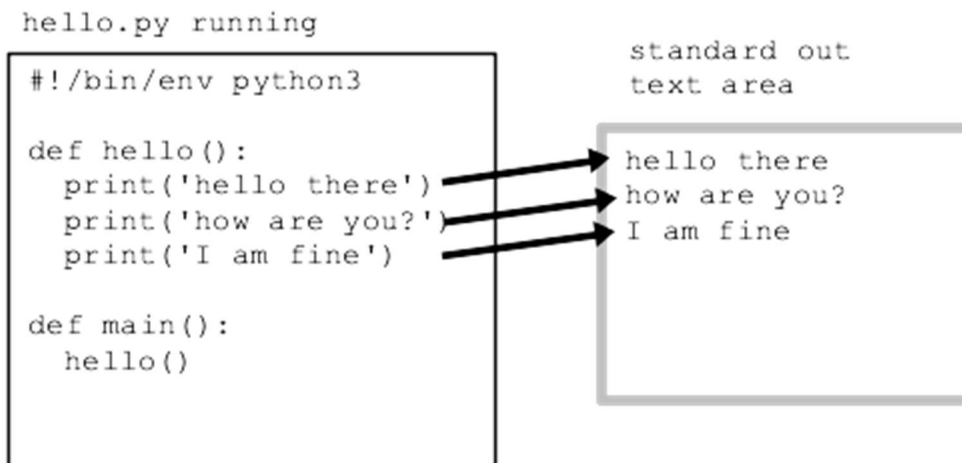 hello.py running
#!/bin/env python3
def hello():
print('hello there')
print('how are you?')
print('I am fine')
def main():
hello()
standard out
text area
hello there
how are you?
I am fine